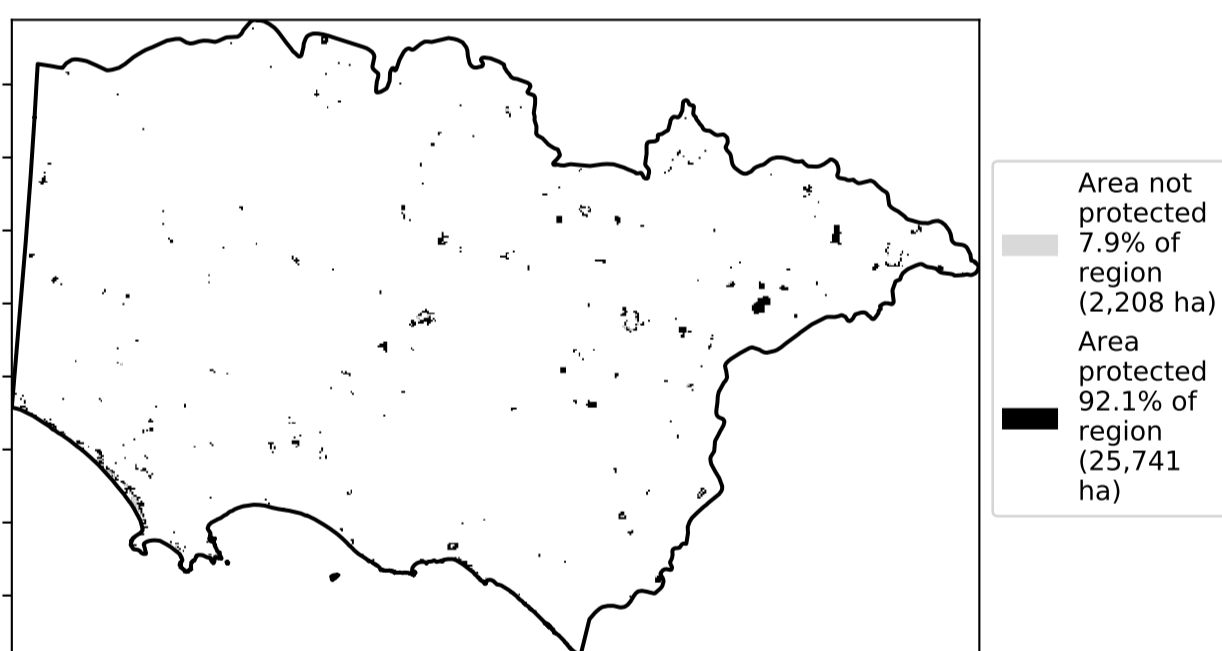 Area not
protected
7.9% of
region
(2,208 ha)
Area
protected
92.1% of
region
(25,741
ha)